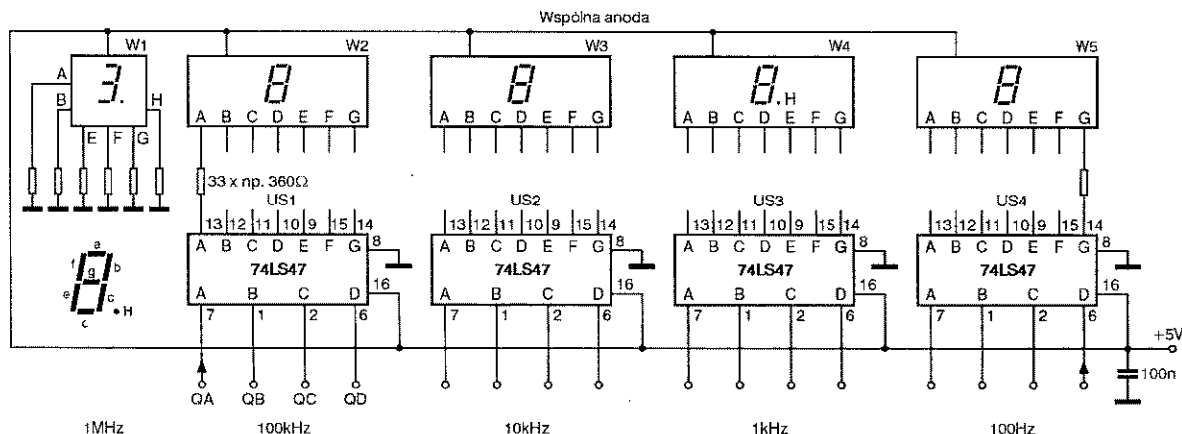 Wspólna anoda
W1 W2 W3 W4 W5
A 3. H 8 8 8.H 8
B
E F G A B C D E F G A B C D E F G A B C D E F G A B C D E F G
33 x np. 360Ω
US1 US2 US3 US4
13 12 11 10 9 15 14 13 12 11 10 9 15 14 13 12 11 10 9 15 14 13 12 11 10 9 15 14
A B C D E F G 8 A B C D E F G 8 A B C D E F G 8 A B C D E F G 8
a
f g b
74LS47 74LS47 74LS47 74LS47
e c
H
c
A B C D 16 A B C D 16 A B C D 16 A B C D 16
7 1 2 6 7 1 2 6 7 1 2 6 7 1 2 6
+5V
100n
QA QB QC QD
1MHz 100kHz 10kHz 1kHz 100Hz